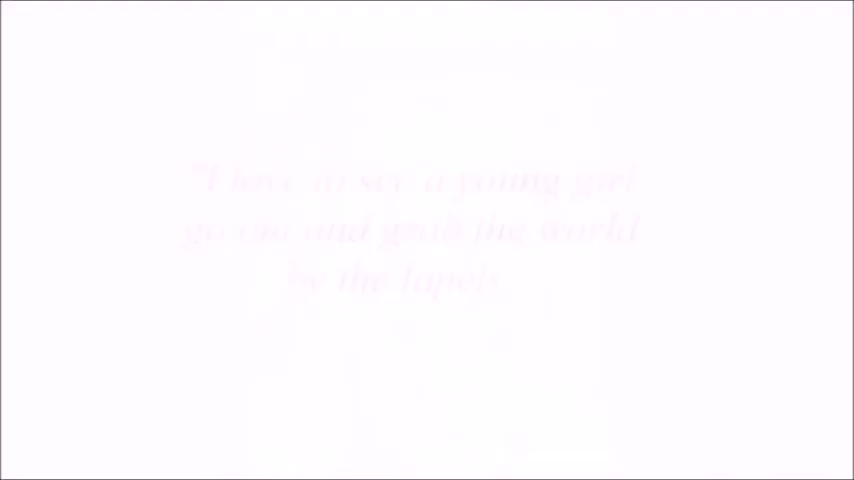 "I love to see a young girl
go out and grab the world
by the lapels.